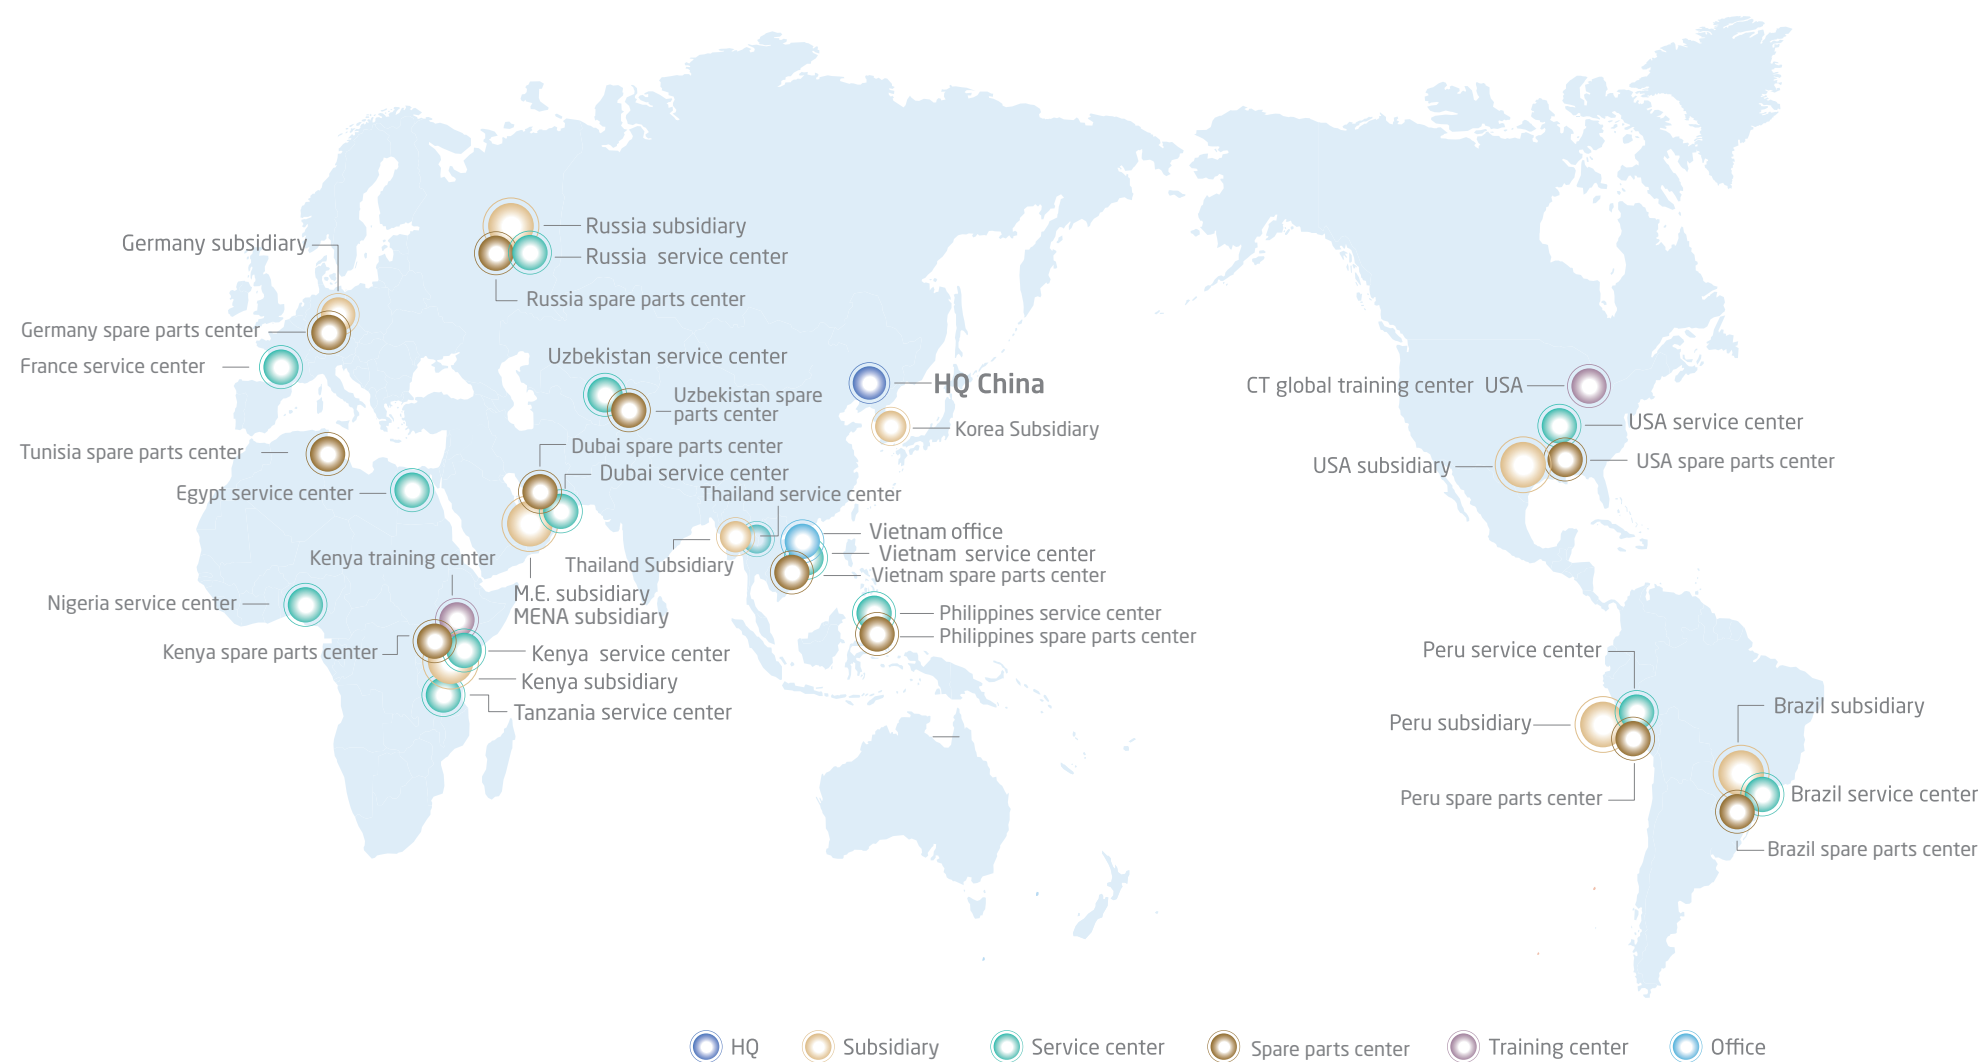 Russia subsidiary
Russia service center
Russia spare parts center
Germany subsidiary
Germany spare parts center
France service center
Uzbekistan service center
Uzbekistan spare
parts center
HQ China
Korea Subsidiary
Tunisia spare parts center
Egypt service center
Dubai spare parts center
Dubai service center
Thailand service center
Thailand Subsidiary
Vietnam office
Vietnam service center
Vietnam spare parts center
M.E. subsidiary
MENA subsidiary
Philippines service center
Philippines spare parts center
Kenya training center
Nigeria service center
Kenya spare parts center
Kenya service center
Kenya subsidiary
Tanzania service center
CT global training center USA
USA service center
USA subsidiary
USA spare parts center
Peru service center
Peru subsidiary
Peru spare parts center
Brazil subsidiary
Brazil service center
Brazil spare parts center
HQ
Subsidiary
Service center
Spare parts center
Training center
Office